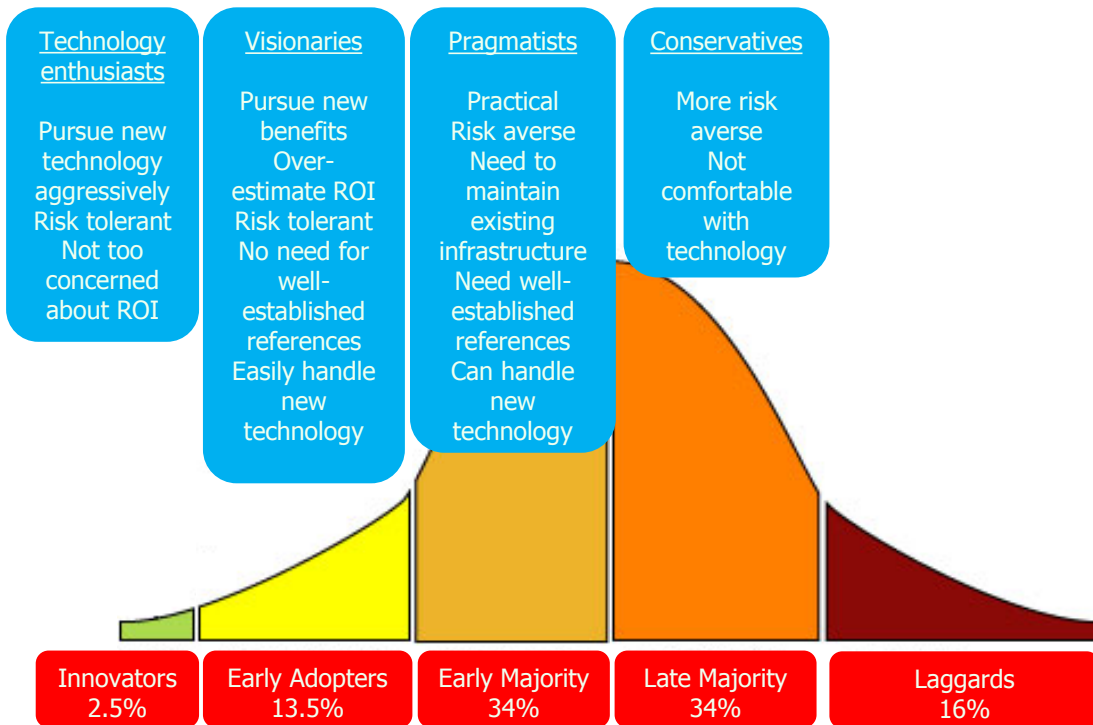 Technology
enthusiasts
Pursue new
technology
aggressively
Risk tolerant
Not too
concerned
about ROI
Visionaries
Pursue new
benefits
Over-
estimate ROI
Risk tolerant
No need for
well-
established
references
Easily handle
new
technology
Pragmatists
Practical
Risk averse
Need to
maintain
existing
infrastructure
Need well-
established
references
Can handle
new
technology
Conservatives
More risk
averse
Not
comfortable
with
technology
Innovators
2.5%
Early Adopters
13.5%
Early Majority
34%
Late Majority
34%
Laggards
16%